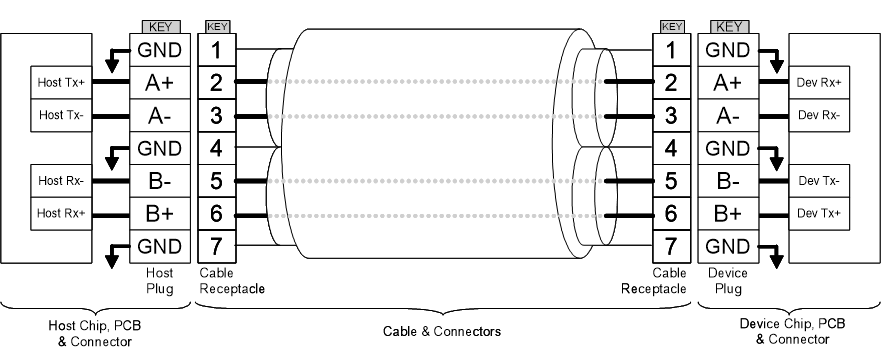 KEY KEY KEY KEY
GND 1 1 GND
Host Tx+ A+ 2 2 A+ Dev Rx+
Host Tx- A- 3 3 A- Dev Rx-
GND 4 4 GND
Host Rx- B- 5 5 B- Dev Tx-
Host Rx+ B+ 6 6 B+ Dev Tx+
GND 7 7 GND
Host Cable Cable Device
Plug Receptacle Receptacle Plug
Host Chip, PCB
& Connector
Cable & Connectors
Device Chip, PCB
& Connector